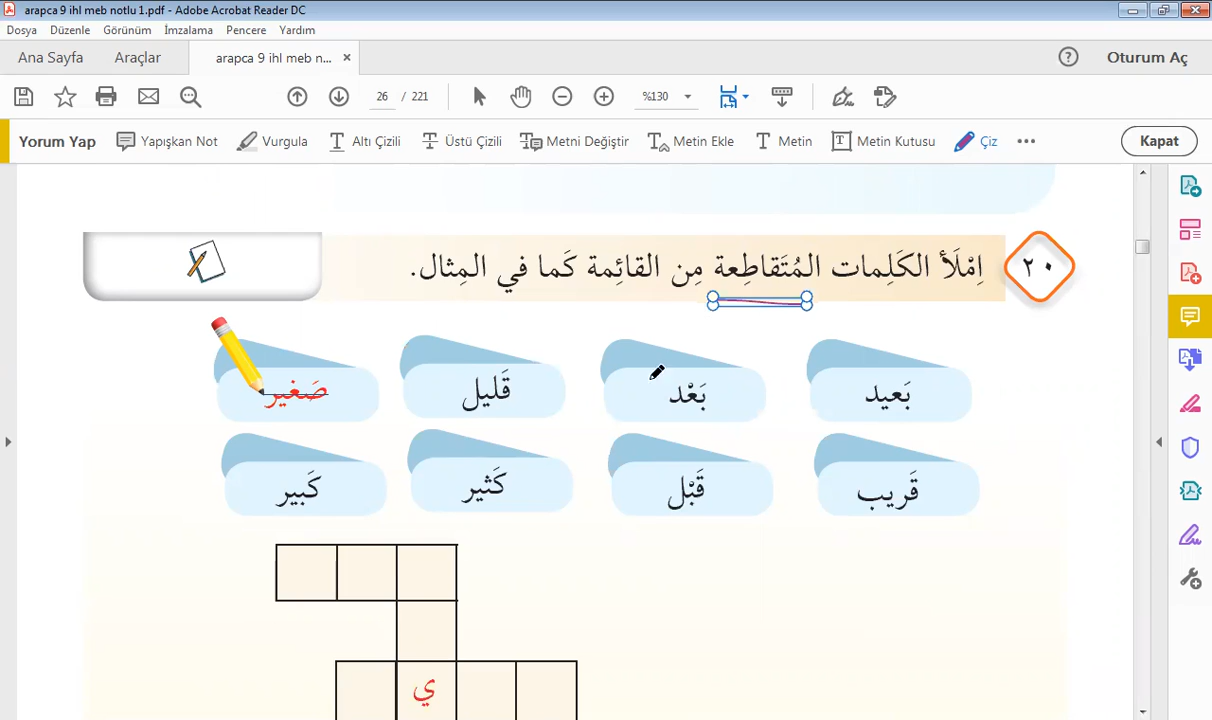 arapca 9 ihl meb notlu 1.pdf - Adobe Acrobat Reader DC
Dosya Düzenle Görünüm İmzalama Pencere Yardım
Ana Sayfa Araçlar arapca 9 ihl meb n... × ? Oturum Aç
26 / 221 %130
Yorum Yap Yapışkan Not Vurgula Altı Çizili Üstü Çizili Metni Değiştir Metin Ekle Metin Metin Kutusu Çiz Kapat
٢٠ اِمْلَأ الكَلِمات المُتَقاطِعة مِن القائِمة كَما في المِثال.
بَعيد بَعْد قَليل صَغير
قَريب قَبْل كَثير كَبير
ي